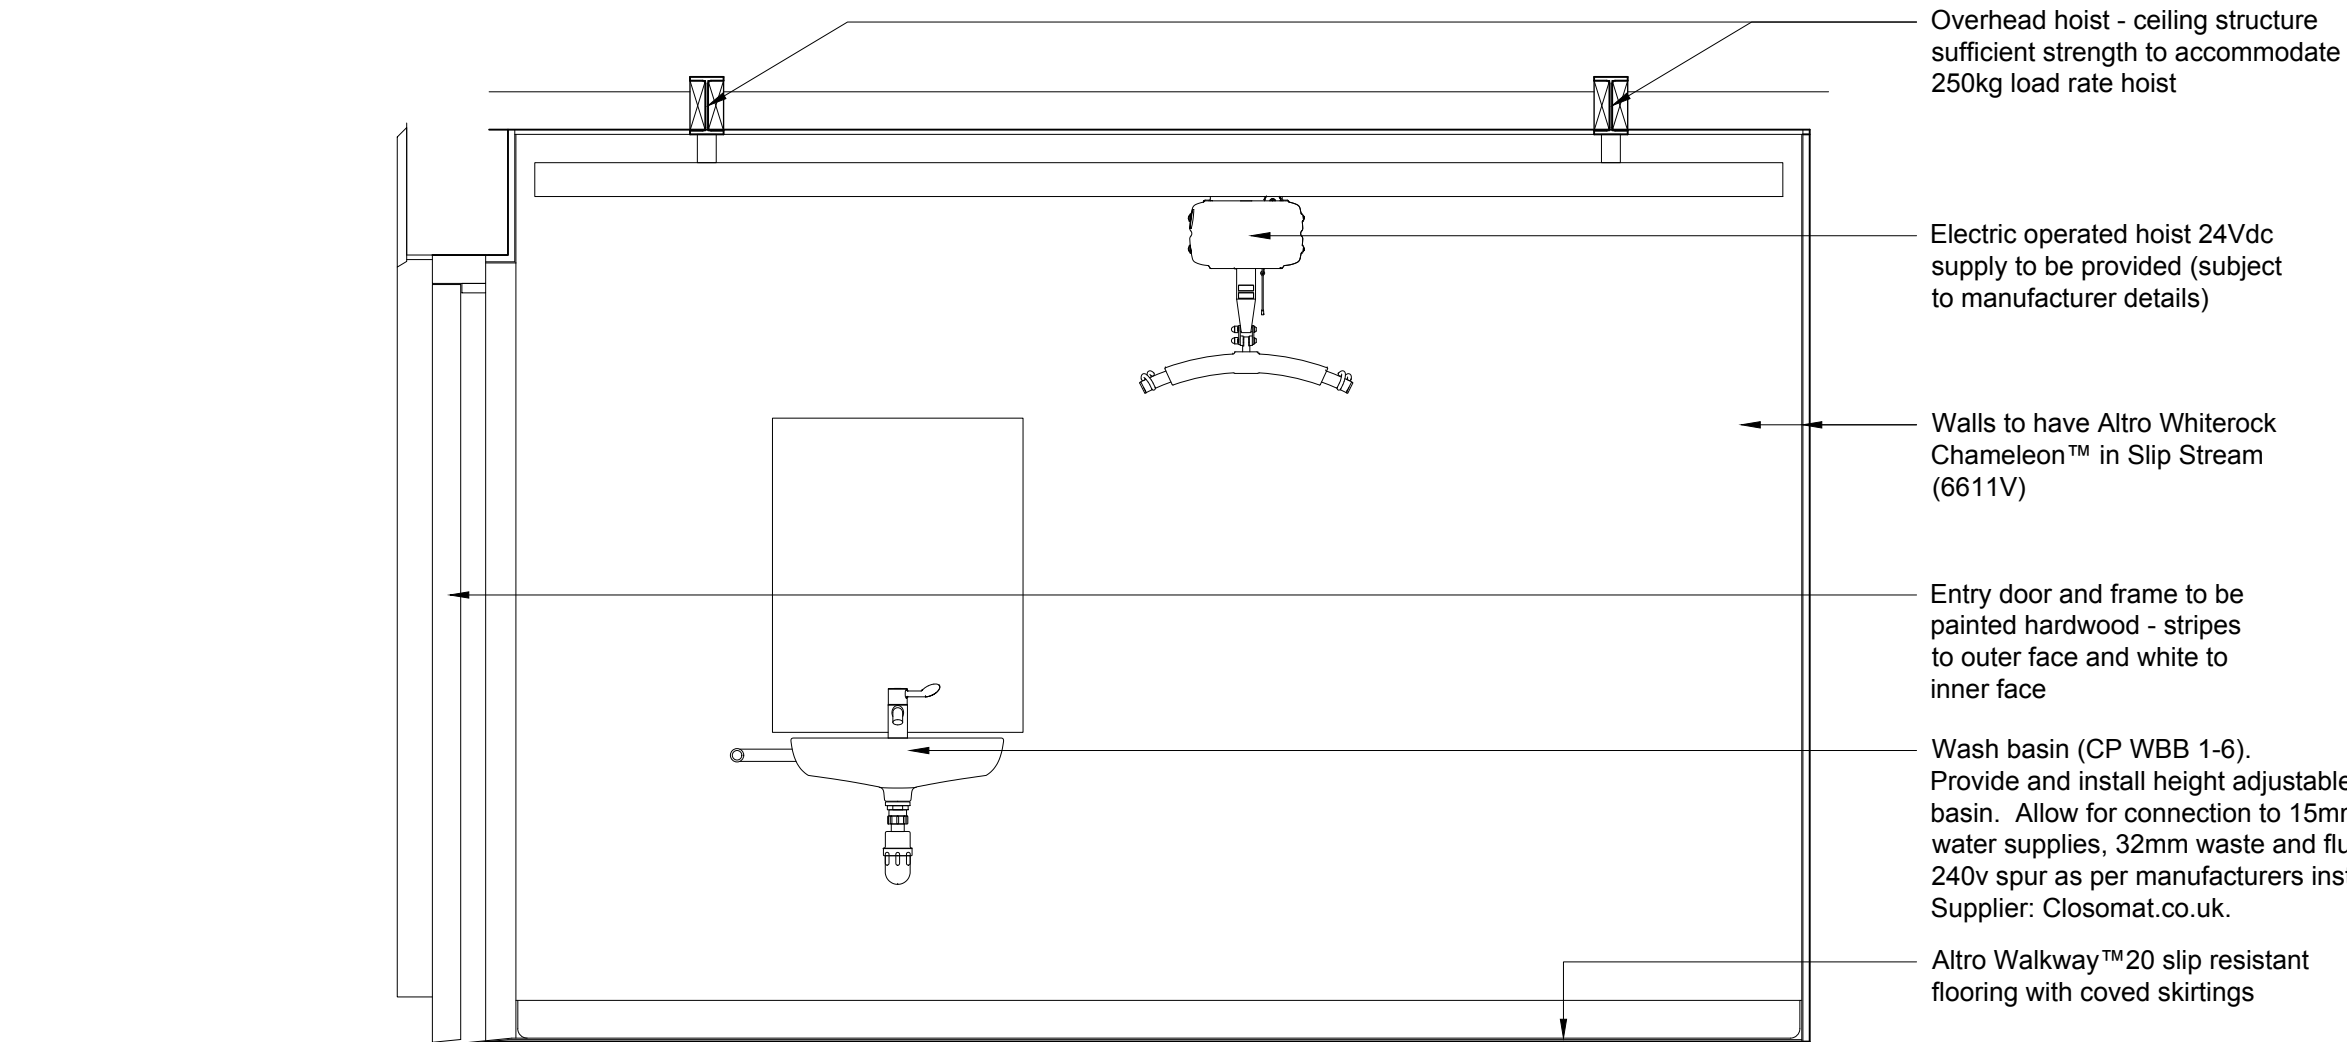 Overhead hoist - ceiling structure
sufficient strength to accommodate
250kg load rate hoist
Electric operated hoist 24Vdc
supply to be provided (subject
to manufacturer details)
Walls to have Altro Whiterock
Chameleon™ in Slip Stream
(6611V)
Entry door and frame to be
painted hardwood - stripes
to outer face and white to
inner face
Wash basin (CP WBB 1-6).
Provide and install height adjustable
basin.  Allow for connection to
water supplies, 32mm waste and
240v spur as per manufacturers
Supplier: Closomat.co.uk.
Altro Walkway™20 slip resistant
flooring with coved skirtings